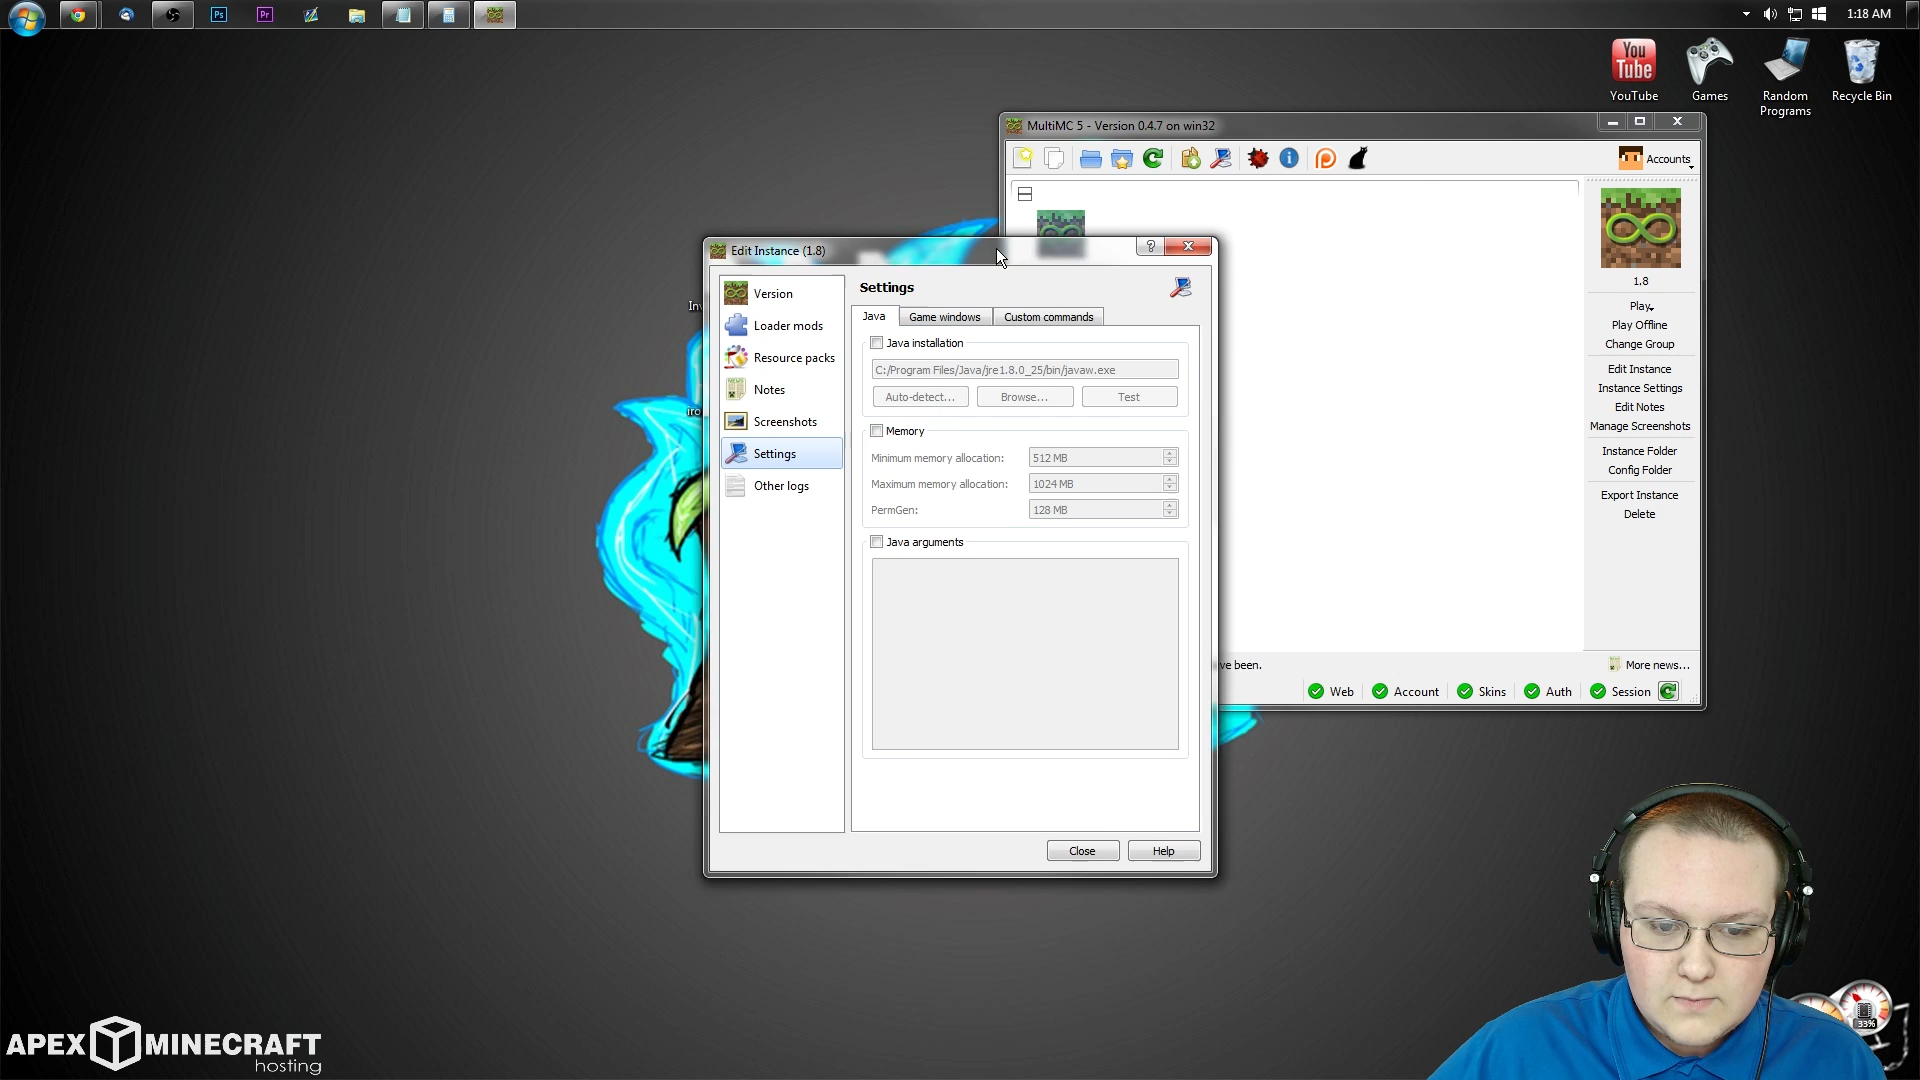 1:18 AM
You
Tube
YouTube
Games
Random
Programs
Recycle Bin
MultiMC 5 - Version 0.4.7 on win32
Accounts
1.8
Play
Play Offline
Change Group
Edit Instance
Instance Settings
Edit Notes
Manage Screenshots
Instance Folder
Config Folder
Export Instance
Delete
ve been.
More news...
Web
Account
Skins
Auth
Session
Edit Instance (1.8)
?
Version
Loader mods
Resource packs
Notes
Screenshots
Settings
Other logs
Settings
Java
Game windows
Custom commands
Java installation
C:/Program Files/Java/jre1.8.0_25/bin/javaw.exe
Auto-detect...
Browse...
Test
Memory
Minimum memory allocation:
512 MB
Maximum memory allocation:
1024 MB
PermGen:
128 MB
Java arguments
Close
Help
Ps
Pr
33%
APEX MINECRAFT
hosting